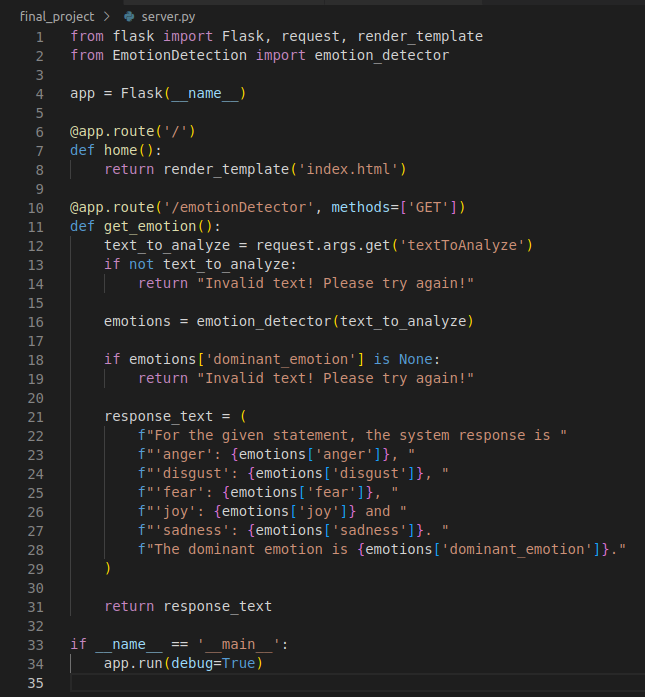 final_project > server.py
1 from flask import Flask, request, render_template
2 from EmotionDetection import emotion_detector
3
4 app = Flask(__name__)
5
6 @app.route('/')
7 def home():
8     return render_template('index.html')
9
10 @app.route('/emotionDetector', methods=['GET'])
11 def get_emotion():
12     text_to_analyze = request.args.get('textToAnalyze')
13     if not text_to_analyze:
14         return "Invalid text! Please try again!"
15
16     emotions = emotion_detector(text_to_analyze)
17
18     if emotions['dominant_emotion'] is None:
19         return "Invalid text! Please try again!"
20
21     response_text = (
22         f"For the given statement, the system response is "
23         f"'anger': {emotions['anger']}, "
24         f"'disgust': {emotions['disgust']}, "
25         f"'fear': {emotions['fear']}, "
26         f"'joy': {emotions['joy']} and "
27         f"'sadness': {emotions['sadness']}. "
28         f"The dominant emotion is {emotions['dominant_emotion']}."
29     )
30
31     return response_text
32
33 if __name__ == '__main__':
34     app.run(debug=True)
35